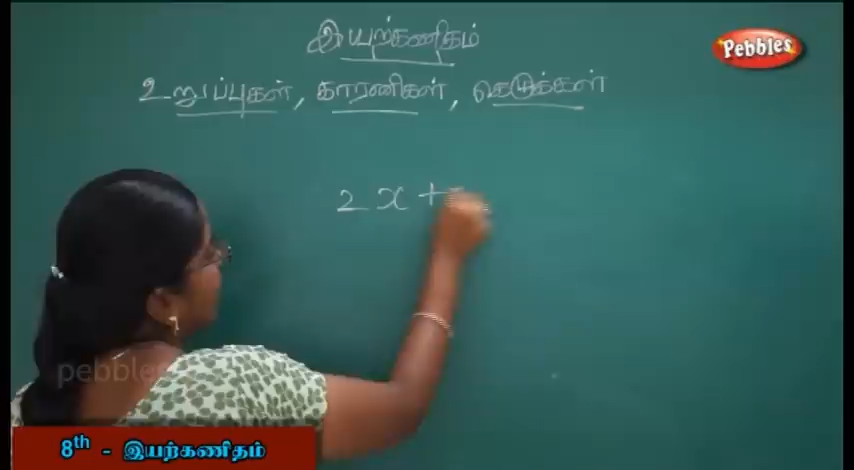 இயற்கணிதம்
உறுப்புகள், காரணிகள், கெழுக்கள்
2x +
Pebbles
pebbles
8th - இயற்கணிதம்